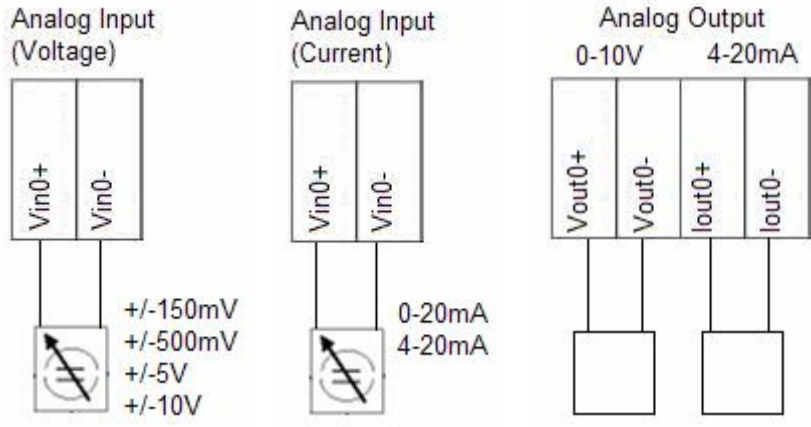 Analog Input
(Voltage)
Vin0+
Vin0-
+/-150mV
+/-500mV
+/-5V
+/-10V
Analog Input
(Current)
Vin0+
Vin0-
0-20mA
4-20mA
Analog Output
0-10V
4-20mA
Vout0+
Vout0-
Iout0+
Iout0-